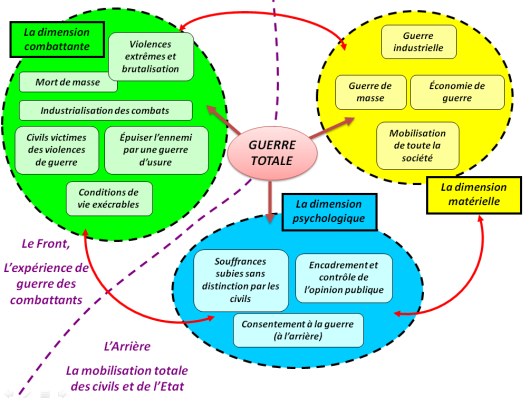 La dimension
combattante
Violences
extrêmes et
brutalisation
Mort de masse
Industrialisation des combats
Civils victimes
des violences
de guerre
Épuiser l'ennemi
par une guerre
d'usure
Conditions de
vie exécrables
GUERRE
TOTALE
Guerre
industrielle
Guerre de
masse
Économie de
guerre
Mobilisation
de toute la
société
La dimension
matérielle
La dimension
psychologique
Souffrances
subies sans
distinction par les
civils
Encadrement et
contrôle de
l'opinion publique
Consentement à la guerre
(à l'arrière)
Le Front,
L'expérience de
guerre des
combattants
L'Arrière
La mobilisation totale
des civils et de l'Etat